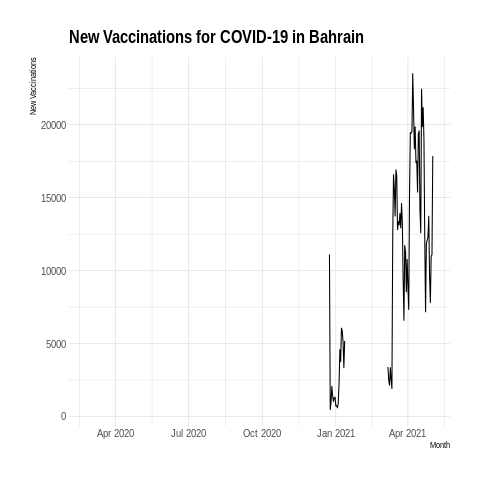 New Vaccinations for COVID-19 in Bahrain
New Vaccinations
20000
15000
10000
5000
0
Apr 2020 Jul 2020 Oct 2020 Jan 2021 Apr 2021
Month